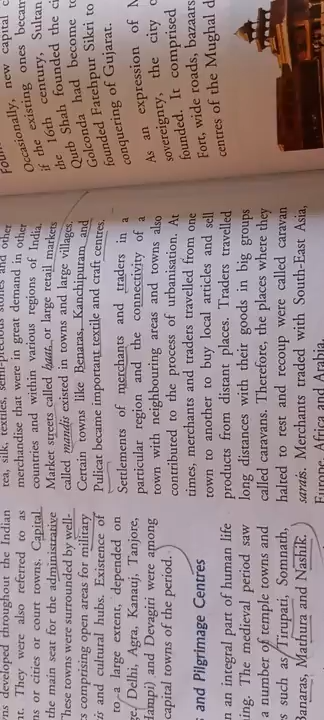 ns developed throughout the Indian
nt. They were also referred to as
ns or cities or court towns. Capital
the main seat for the administrative
These towns were surrounded by well-
s comprising open areas for military
is and cultural hubs. Existence of
to a large extent, depended on
ge. Delhi, Agra, Kanauj, Tanjore,
Hampi) and Devagiri were among
capital towns of the period.
s and Pilgrimage Centres
an integral part of human life
ing. The medieval period saw
a number of temple towns and
such as Tirupati, Somnath,
Banaras, Mathura and Nashik.
tea, silk, textiles, semi-precious stones and other
merchandise that were in great demand in other
countries and within various regions of India.
Market streets called haats or large retail markets
called mandis existed in towns and large villages.
Certain towns like Benaras, Kanchipuram and
Pulicat became important textile and craft centres.
Settlements of merchants and traders in a
particular region and the connectivity of a
town with neighbouring areas and towns also
contributed to the process of urbanisation. At
times, merchants and traders travelled from one
town to another to buy local articles and sell
products from distant places. Traders travelled
long distances with their goods in big groups
called caravans. Therefore, the places where they
halted to rest and recoup were called caravan
sarais. Merchants traded with South-East Asia,
Europe, Africa and Arabia.
new capital c
Occasionally,
existing ones becam
if the 16th century, Sultan
the Shah founded the ci
Qutb had become to
Golconda Fatehpur Sikri to
founded
conquering of Gujarat.
As an expression of M
sovereignty, the city o
founded. It comprised
Fort, wide roads, bazaars
centres of the Mughal d